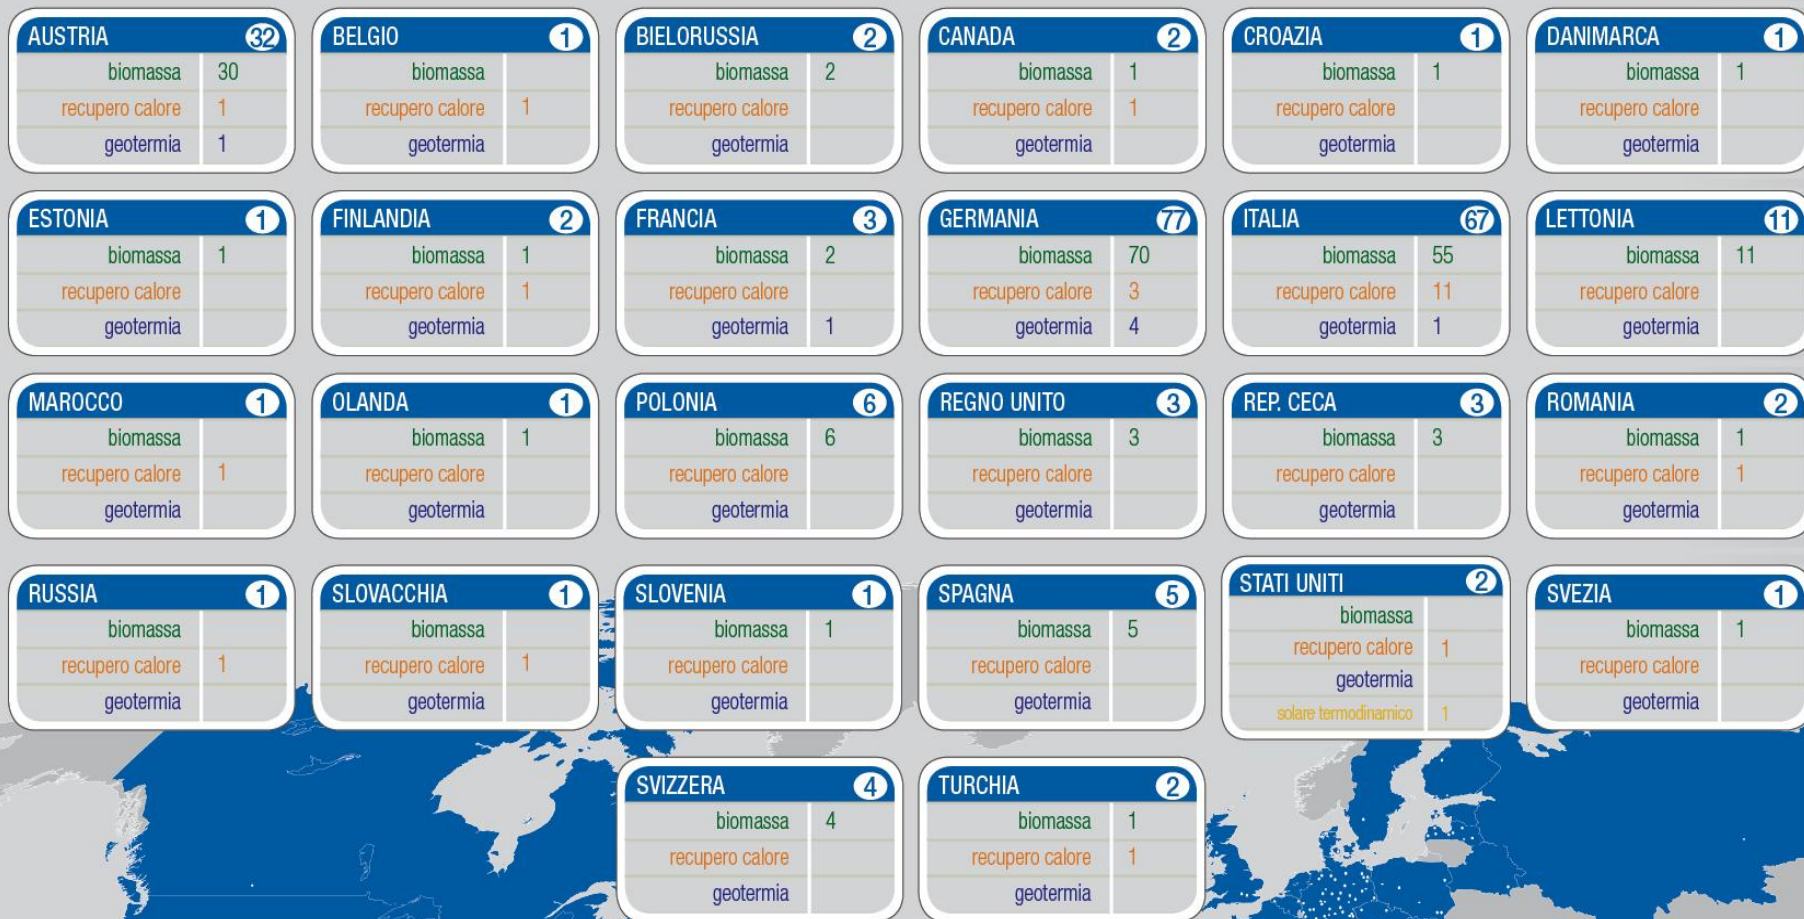 AUSTRIA 32
biomassa 30
recupero calore 1
geotermia 1
BELGIO 1
biomassa
recupero calore 1
geotermia
BIELORUSSIA 2
biomassa 2
recupero calore
geotermia
CANADA 2
biomassa 1
recupero calore 1
geotermia
CROAZIA 1
biomassa 1
recupero calore
geotermia
DANIMARCA 1
biomassa 1
recupero calore
geotermia
ESTONIA 1
biomassa 1
recupero calore
geotermia
FINLANDIA 2
biomassa 1
recupero calore 1
geotermia
FRANCIA 3
biomassa 2
recupero calore
geotermia 1
GERMANIA 77
biomassa 70
recupero calore 3
geotermia 4
ITALIA 67
biomassa 55
recupero calore 11
geotermia 1
LETTONIA 11
biomassa 11
recupero calore
geotermia
MAROCCO 1
biomassa
recupero calore 1
geotermia
OLANDA 1
biomassa 1
recupero calore
geotermia
POLONIA 6
biomassa 6
recupero calore
geotermia
REGNO UNITO 3
biomassa 3
recupero calore
geotermia
REP. CECA 3
biomassa 3
recupero calore
geotermia
ROMANIA 2
biomassa 1
recupero calore 1
geotermia
RUSSIA 1
biomassa
recupero calore 1
geotermia
SLOVACCHIA 1
biomassa
recupero calore 1
geotermia
SLOVENIA 1
biomassa 1
recupero calore
geotermia
SPAGNA 5
biomassa 5
recupero calore
geotermia
STATI UNITI 2
biomassa
recupero calore 1
geotermia
solare termodinamico 1
SVEZIA 1
biomassa 1
recupero calore
geotermia
SVIZZERA 4
biomassa 4
recupero calore
geotermia
TURCHIA 2
biomassa 1
recupero calore 1
geotermia